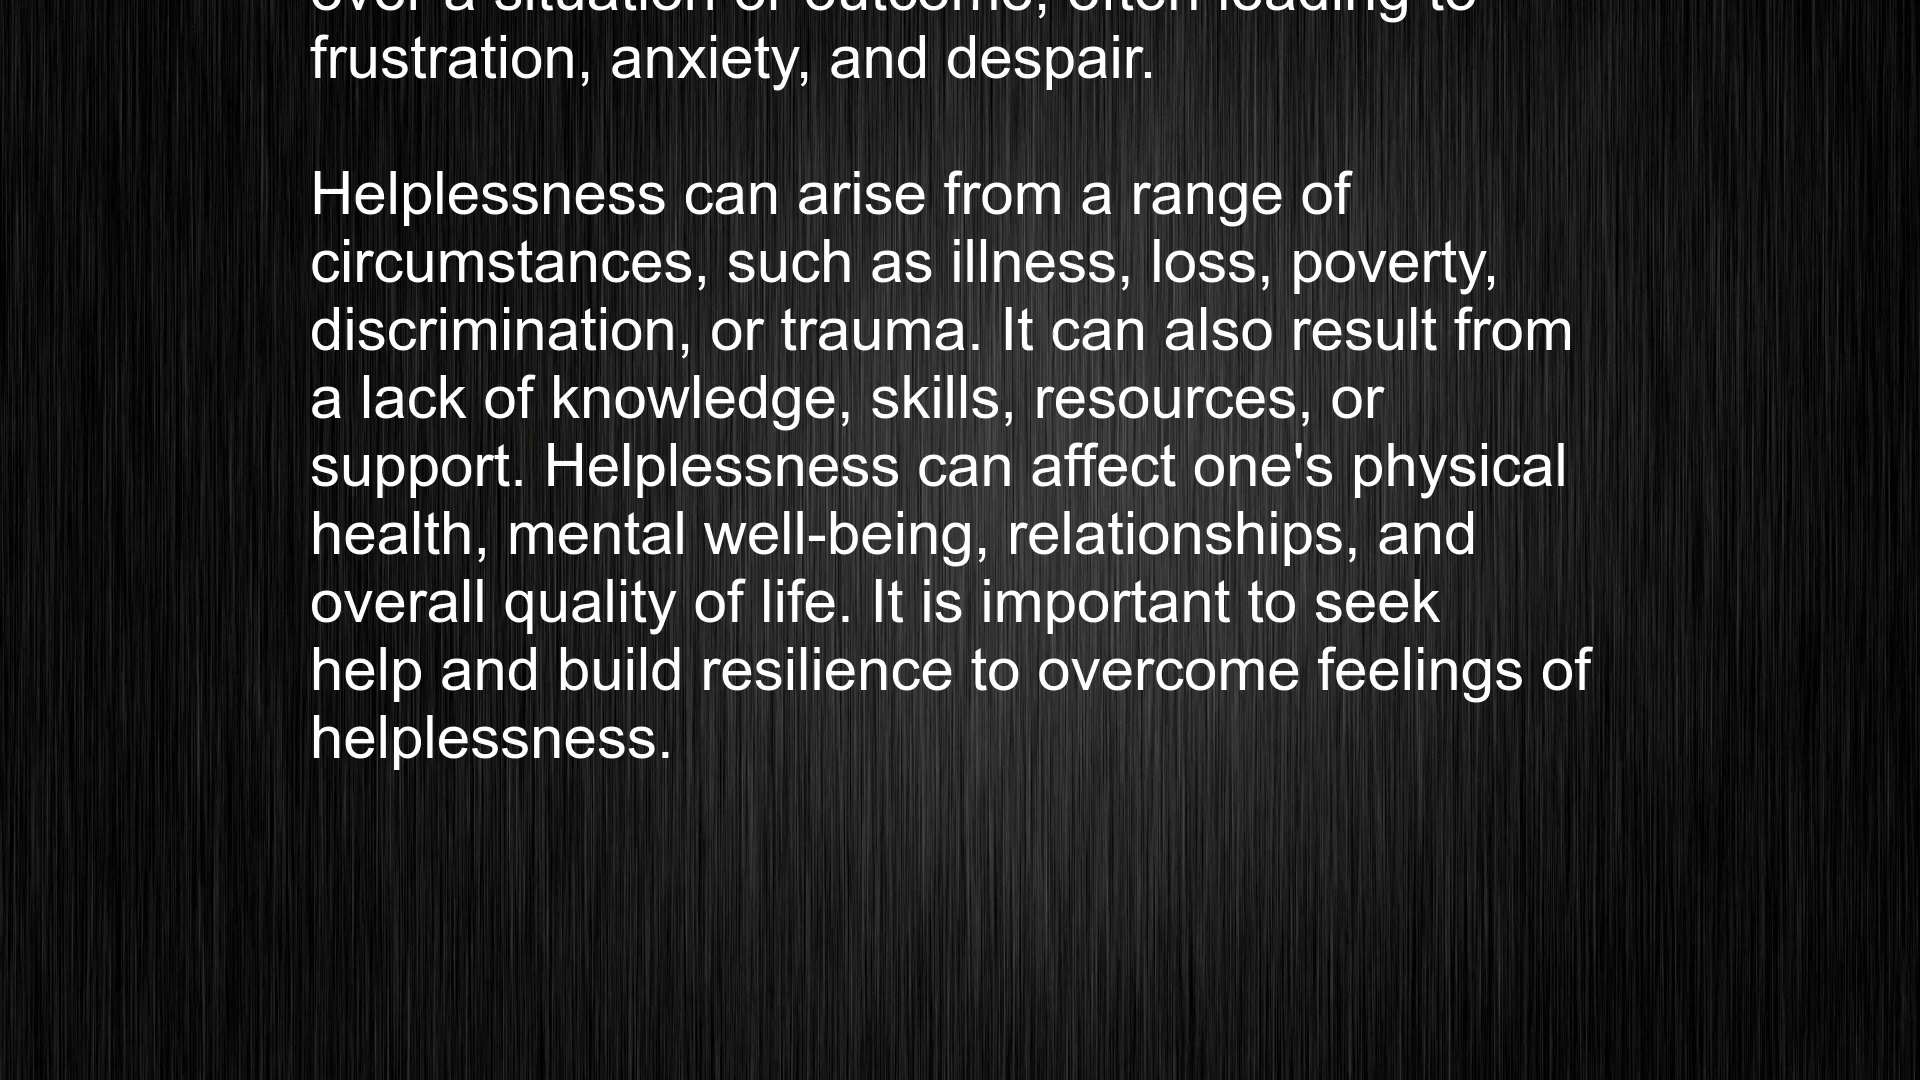 over a situation or outcome, often leading to
frustration, anxiety, and despair.
Helplessness can arise from a range of
circumstances, such as illness, loss, poverty,
discrimination, or trauma. It can also result from
a lack of knowledge, skills, resources, or
support. Helplessness can affect one's physical
health, mental well-being, relationships, and
overall quality of life. It is important to seek
help and build resilience to overcome feelings of
helplessness.